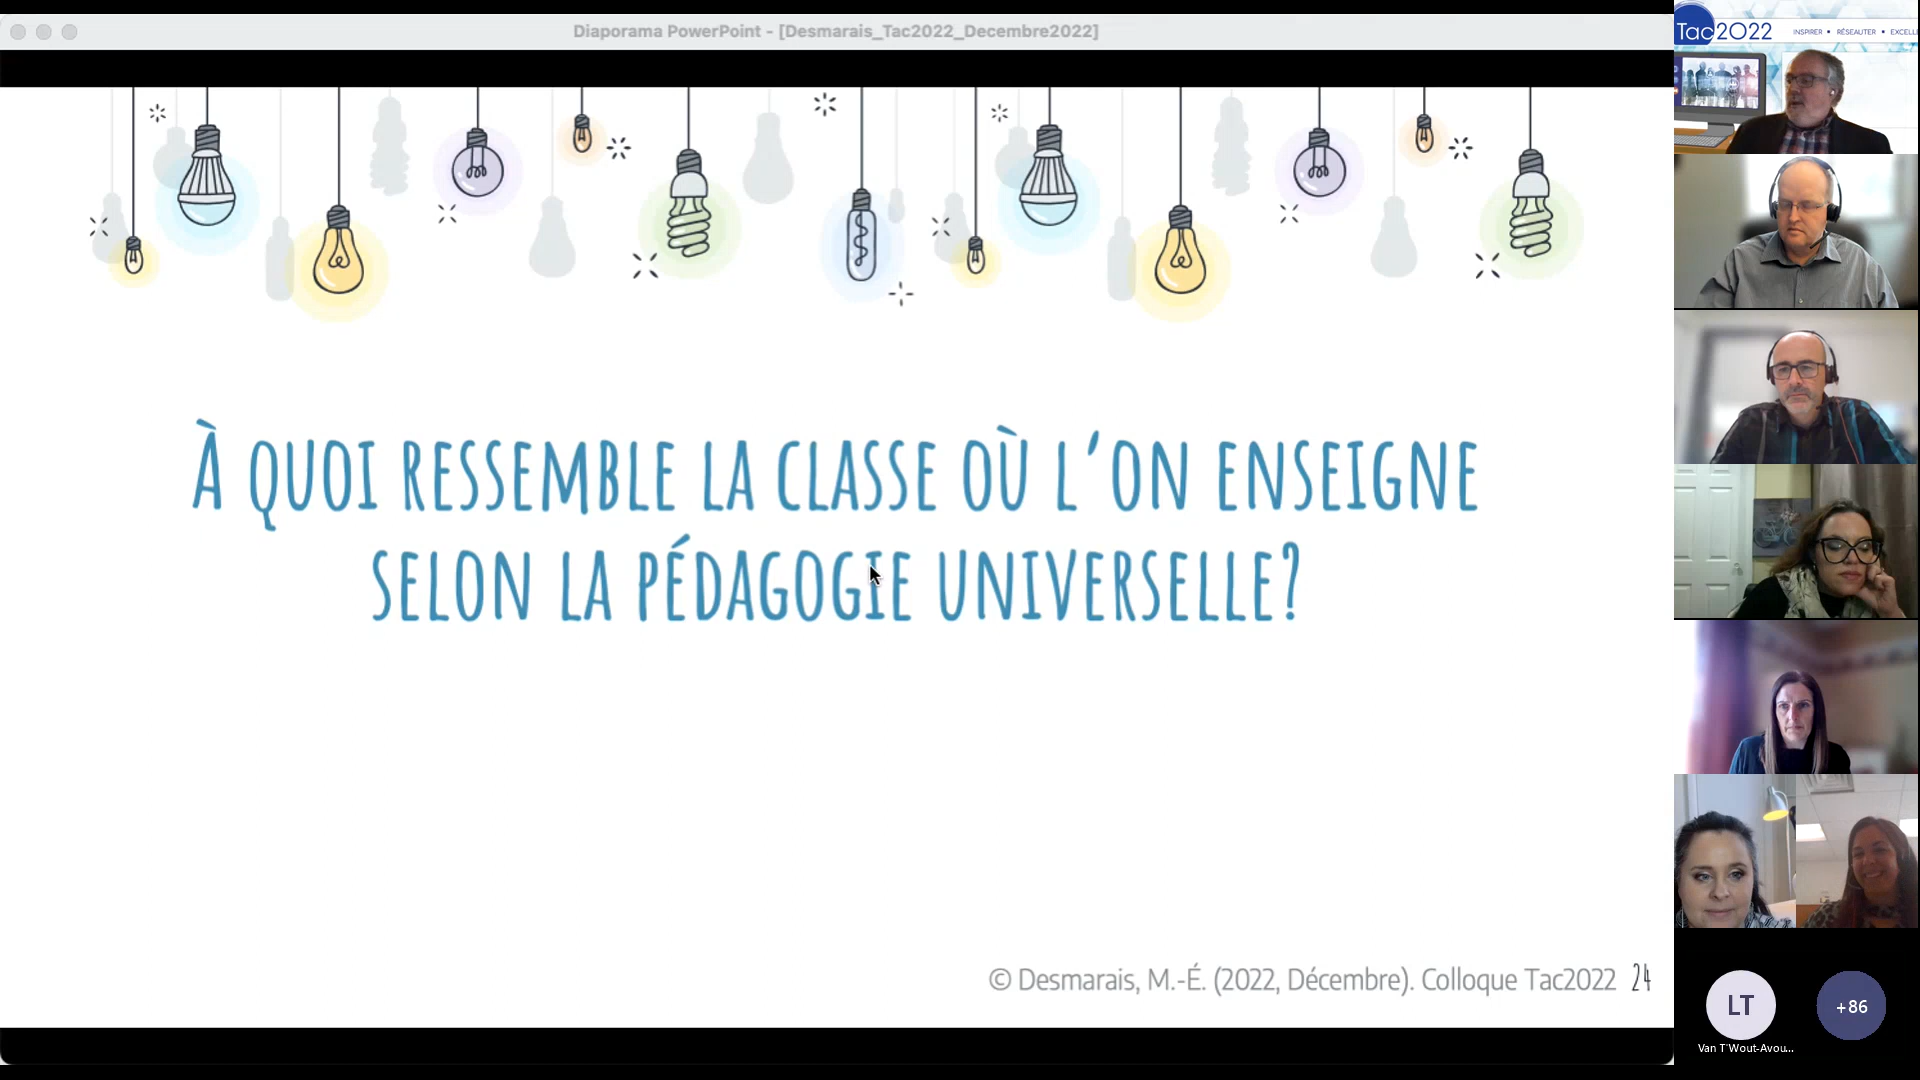 Diaporama PowerPoint - [Desmarais_Tac2022_Decembre2022]
À QUOI RESSEMBLE LA CLASSE OÙ L’ON ENSEIGNE
SELON LA PÉDAGOGIE UNIVERSELLE?
© Desmarais, M.-É. (2022, Décembre). Colloque Tac2022 24
Tac2022
INSPIRER • RÉSEAUTER • EXCELL
LT
+86
Van T'Wout-Avou...